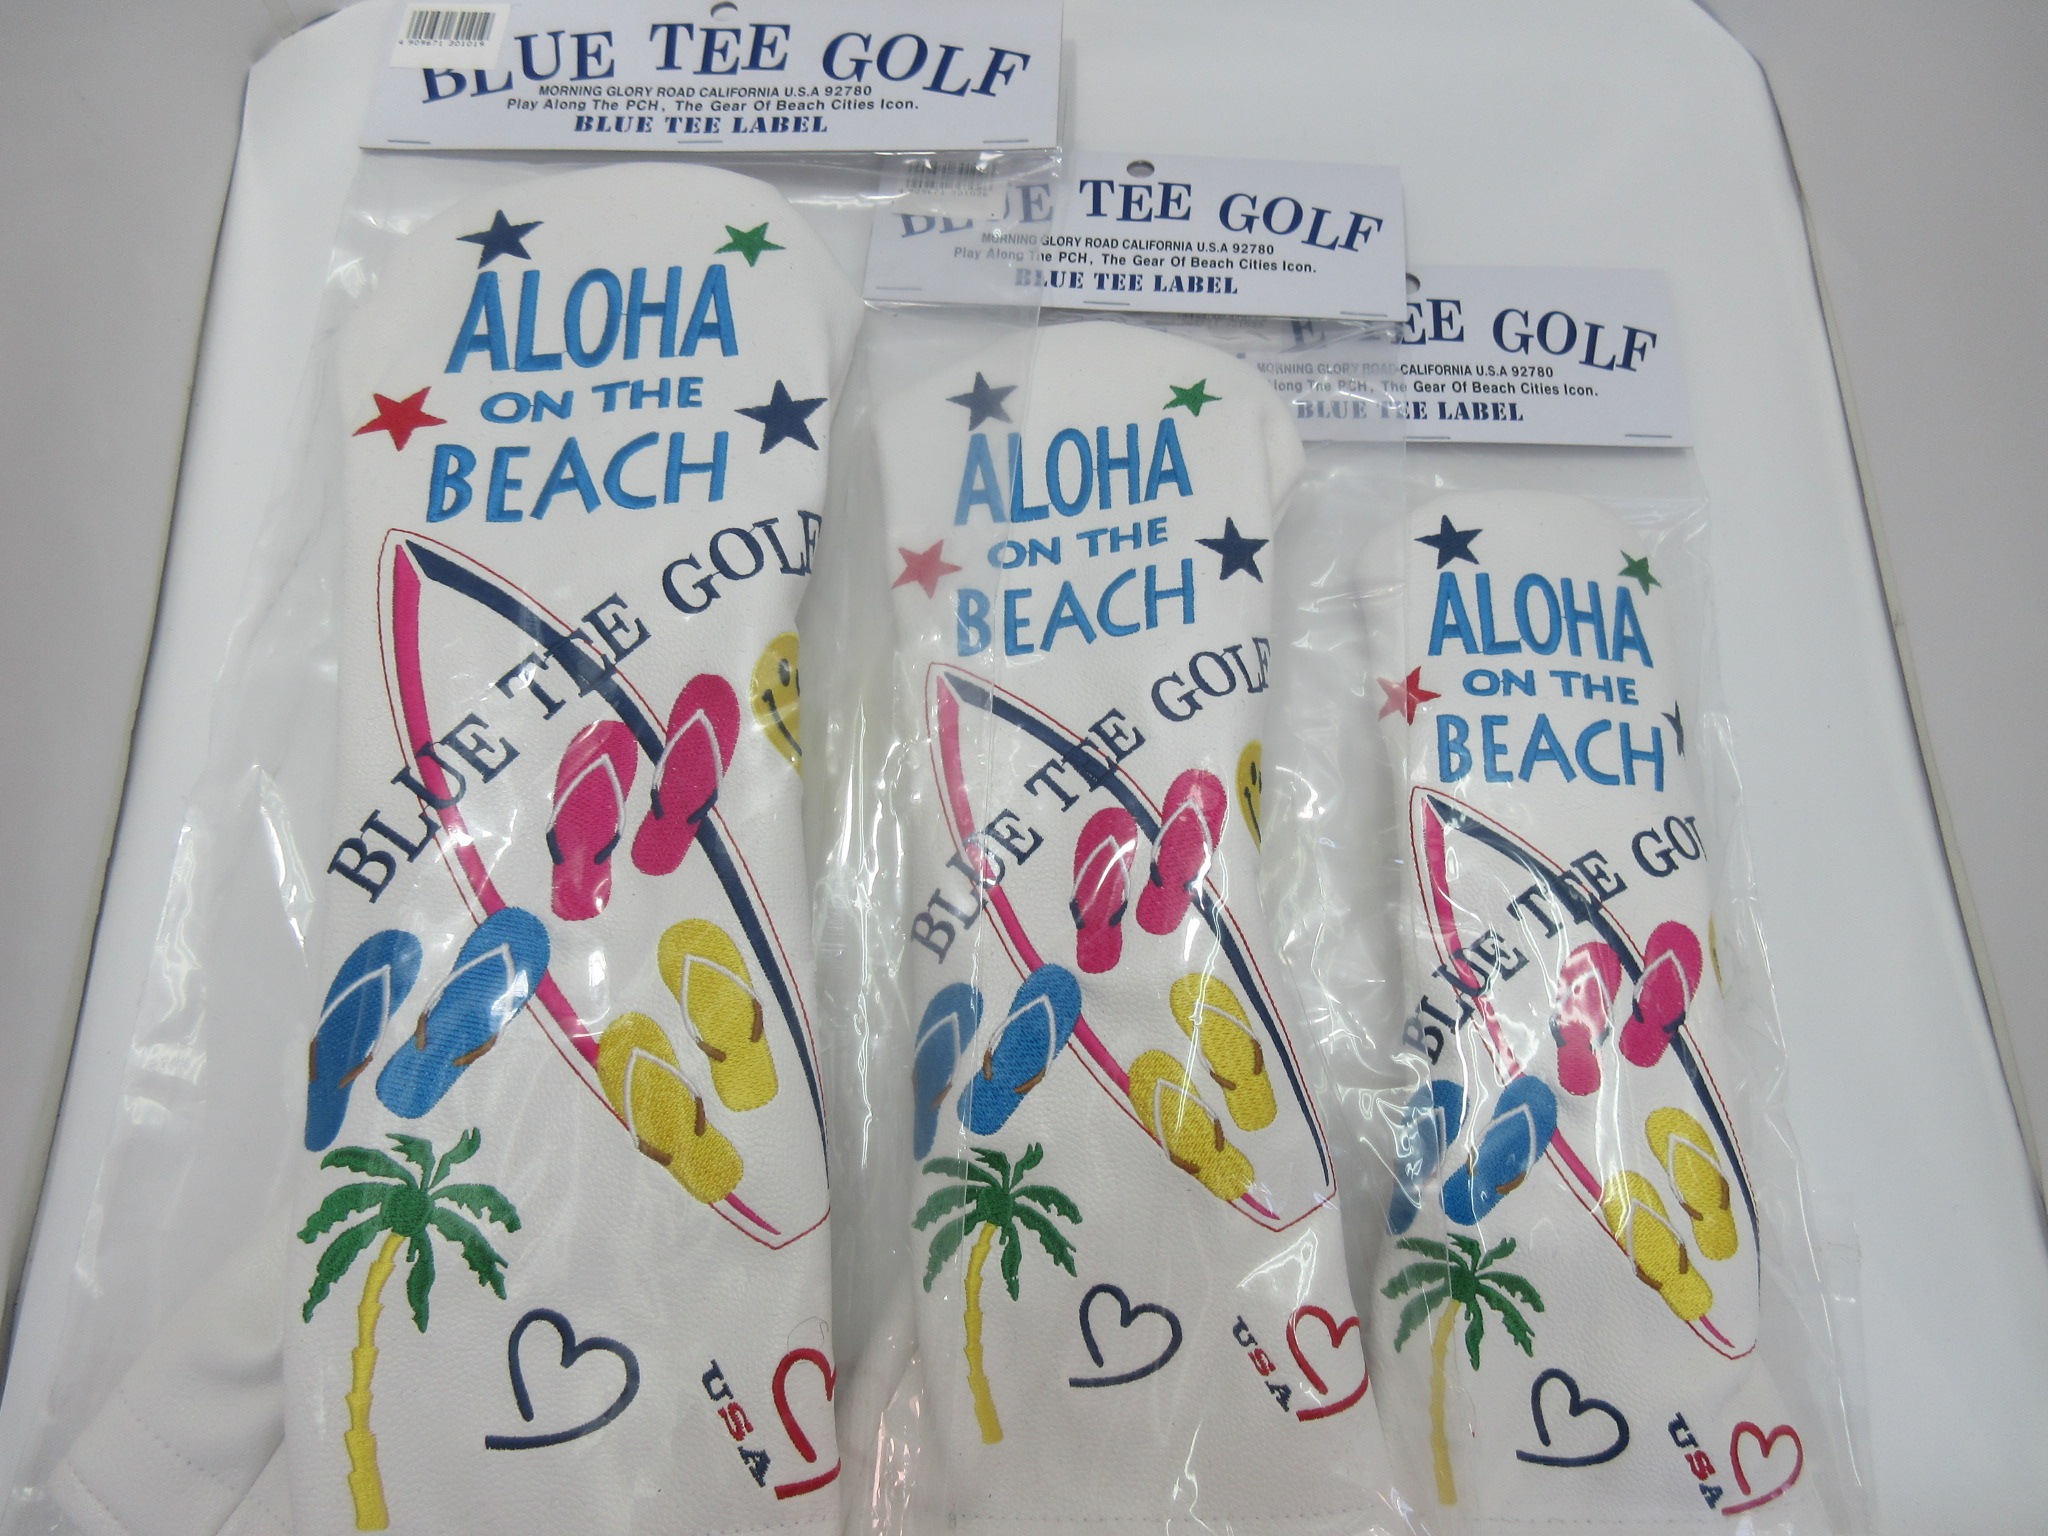 4 909671 301019
BLUE TEE GOLF
MORNING GLORY ROAD CALIFORNIA U.S.A 92780
Play Along The PCH, The Gear Of Beach Cities Icon.
BLUE TEE LABEL
ALOHA
ON THE
BEACH
BLUE TEE GOLF
USA
BLUE TEE GOLF
MORNING GLORY ROAD CALIFORNIA U.S.A 92780
Play Along The PCH, The Gear Of Beach Cities Icon.
BLUE TEE LABEL
ALOHA
ON THE
BEACH
BLUE TEE GOLF
USA
E TEE GOLF
MORNING GLORY ROAD CALIFORNIA U.S.A 92780
long The PCH, The Gear Of Beach Cities Icon.
BLUE TEE LABEL
ALOHA
ON THE
BEACH
BLUE TEE GOL
USA